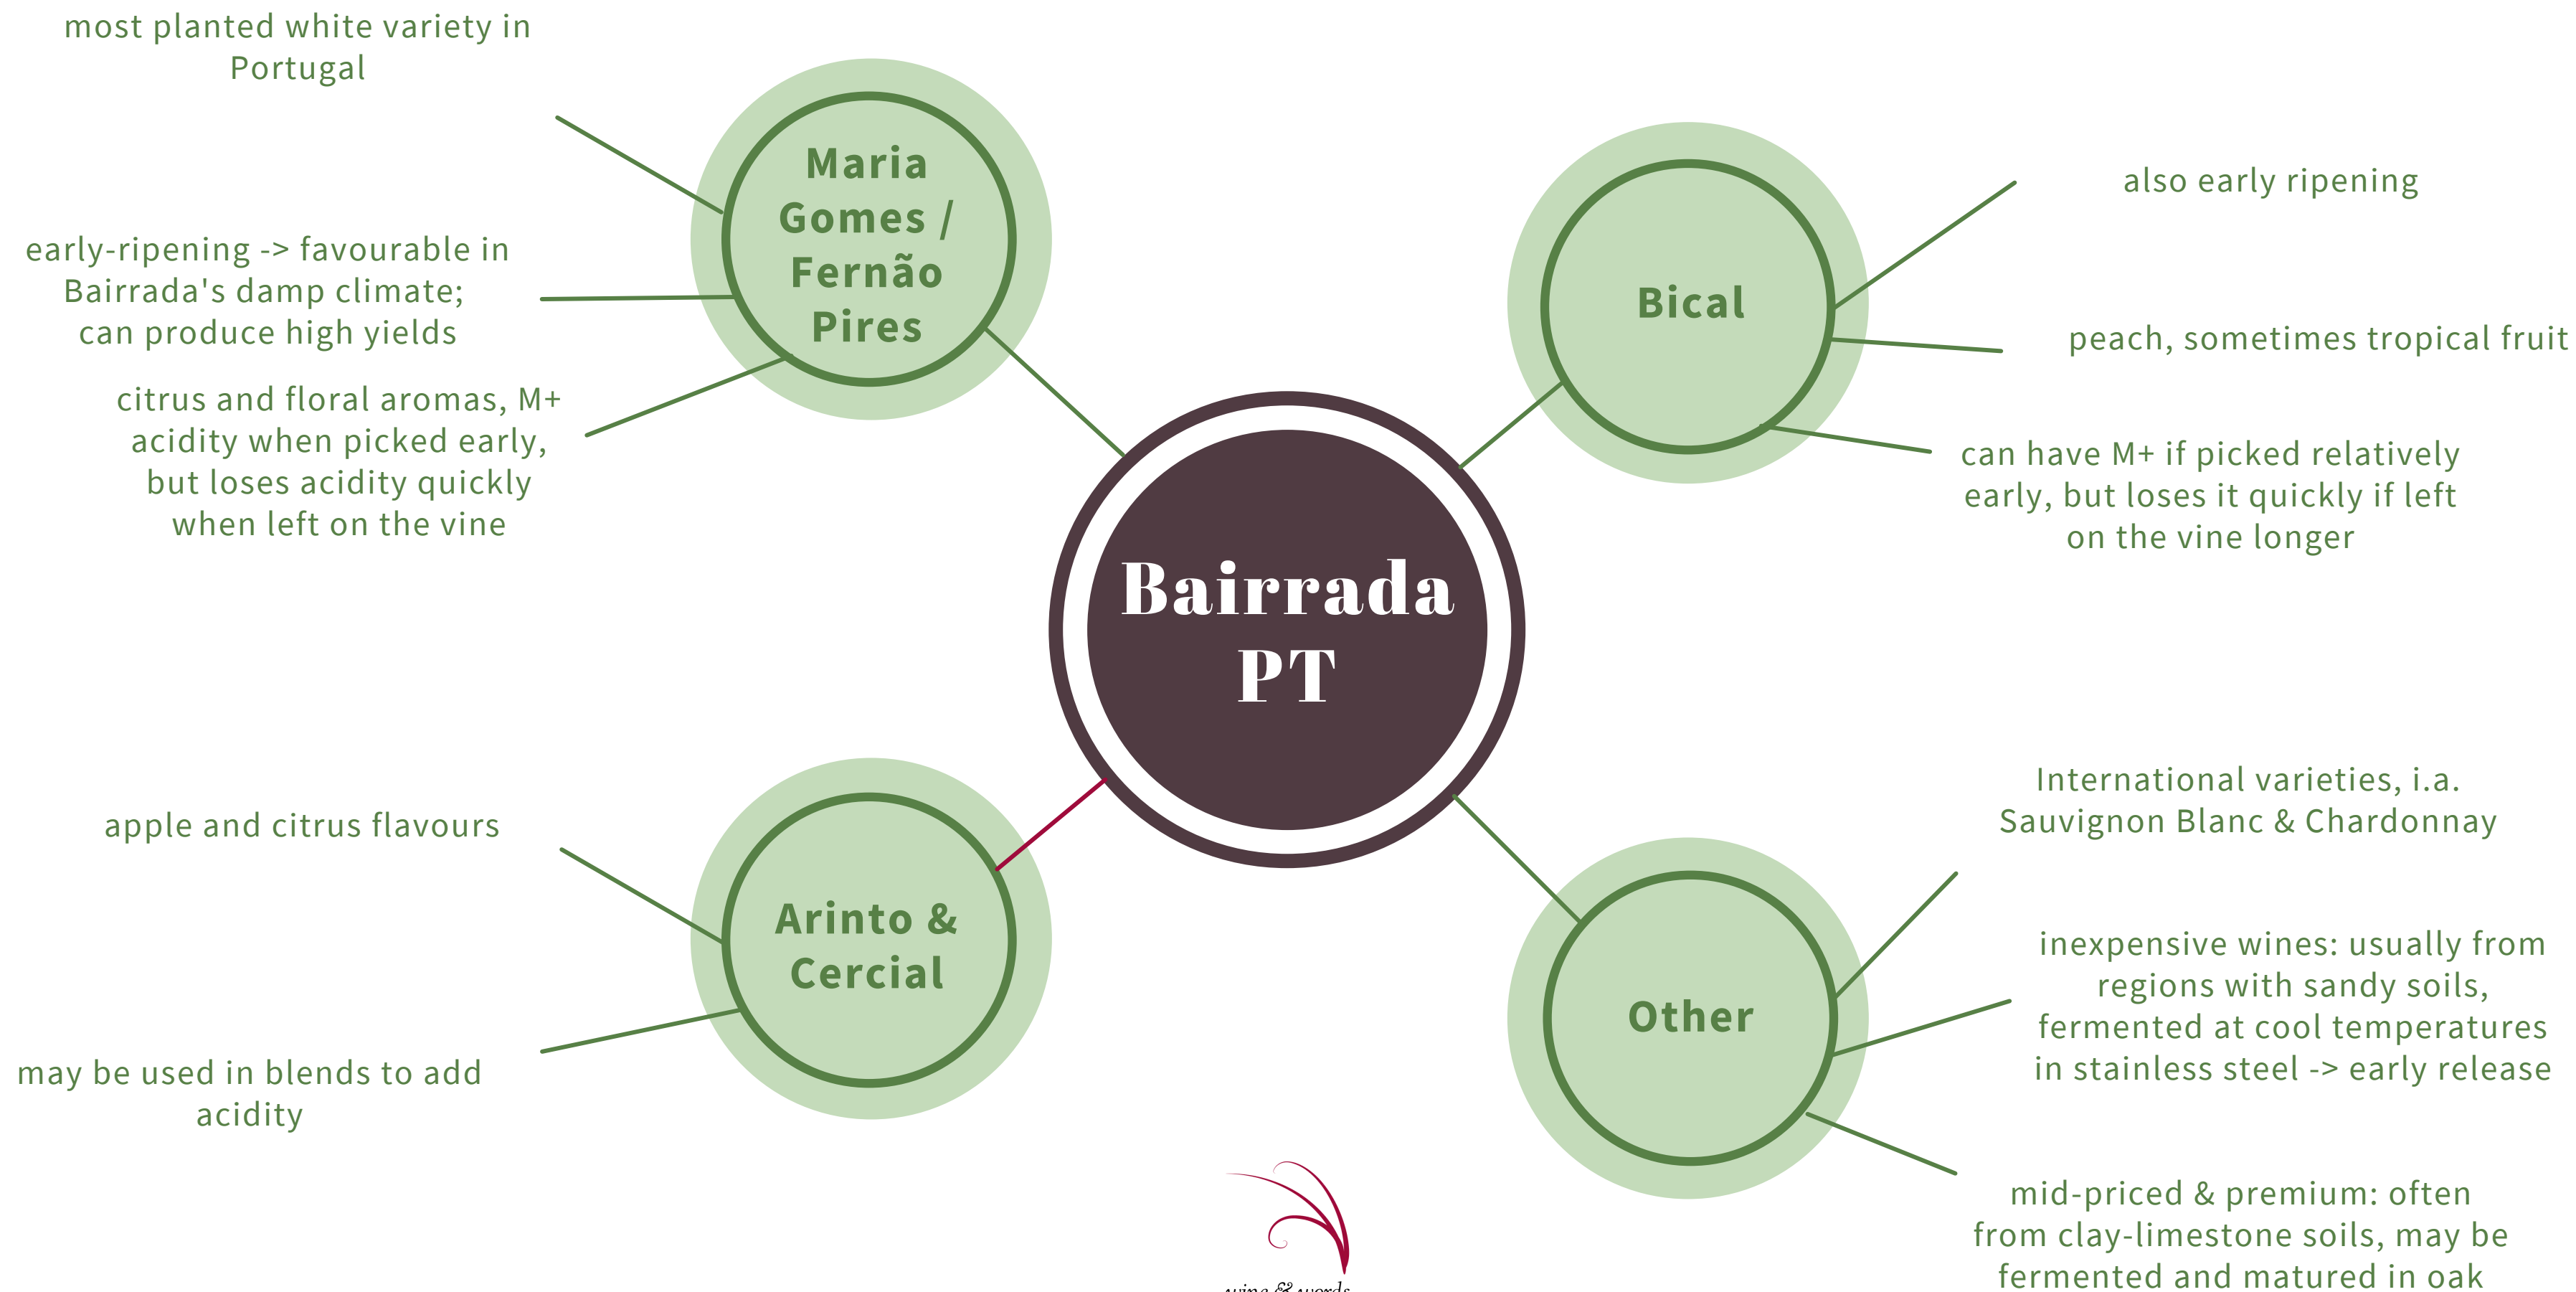 most planted white variety in
Portugal
early-ripening -> favourable in
Bairrada's damp climate;
can produce high yields
citrus and floral aromas, M+
acidity when picked early,
but loses acidity quickly
when left on the vine
Maria
Gomes /
Fernão
Pires
Bical
also early ripening
peach, sometimes tropical fruit
can have M+ if picked relatively
early, but loses it quickly if left
on the vine longer
Bairrada
PT
apple and citrus flavours
may be used in blends to add
acidity
Arinto &
Cercial
Other
International varieties, i.a.
Sauvignon Blanc & Chardonnay
inexpensive wines: usually from
regions with sandy soils,
fermented at cool temperatures
in stainless steel -> early release
mid-priced & premium: often
from clay-limestone soils, may be
fermented and matured in oak
wine & words